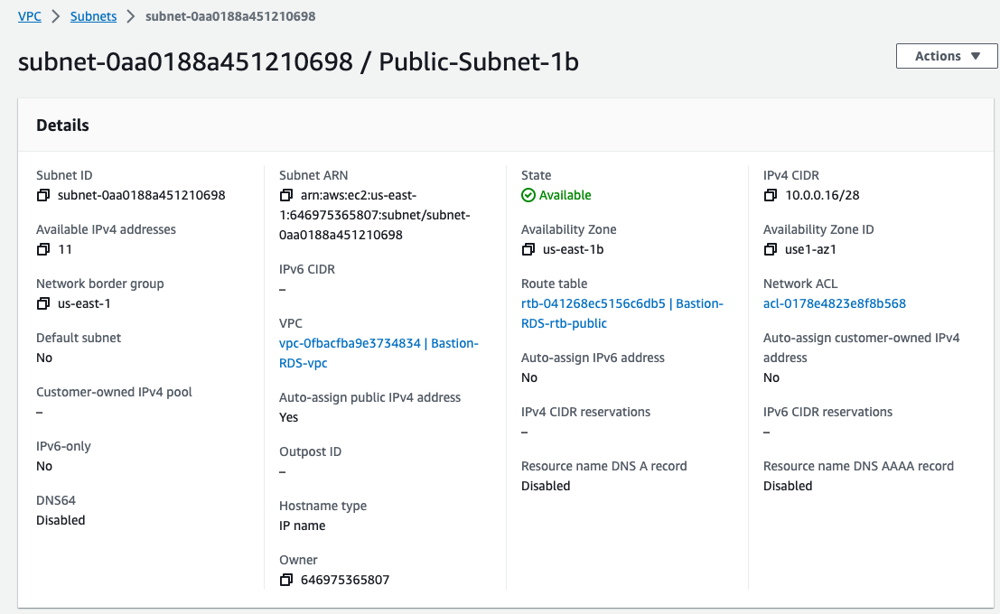 VPC > Subnets > subnet-0aa0188a451210698
subnet-0aa0188a451210698 / Public-Subnet-1b
Actions ▼
Details
Subnet ID
subnet-0aa0188a451210698
Available IPv4 addresses
11
Network border group
us-east-1
Default subnet
No
Customer-owned IPv4 pool
–
IPv6-only
No
DNS64
Disabled
Subnet ARN
arn:aws:ec2:us-east-
1:646975365807:subnet/subnet-
0aa0188a451210698
IPv6 CIDR
–
VPC
vpc-0fbacfba9e3734834 | Bastion-
RDS-vpc
Auto-assign public IPv4 address
Yes
Outpost ID
–
Hostname type
IP name
Owner
646975365807
State
Available
Availability Zone
us-east-1b
Route table
rtb-041268ec5156c6db5 | Bastion-
RDS-rtb-public
Auto-assign IPv6 address
No
IPv4 CIDR reservations
–
Resource name DNS A record
Disabled
IPv4 CIDR
10.0.0.16/28
Availability Zone ID
use1-az1
Network ACL
acl-0178e4823e8f8b568
Auto-assign customer-owned IPv4
address
No
IPv6 CIDR reservations
–
Resource name DNS AAAA record
Disabled